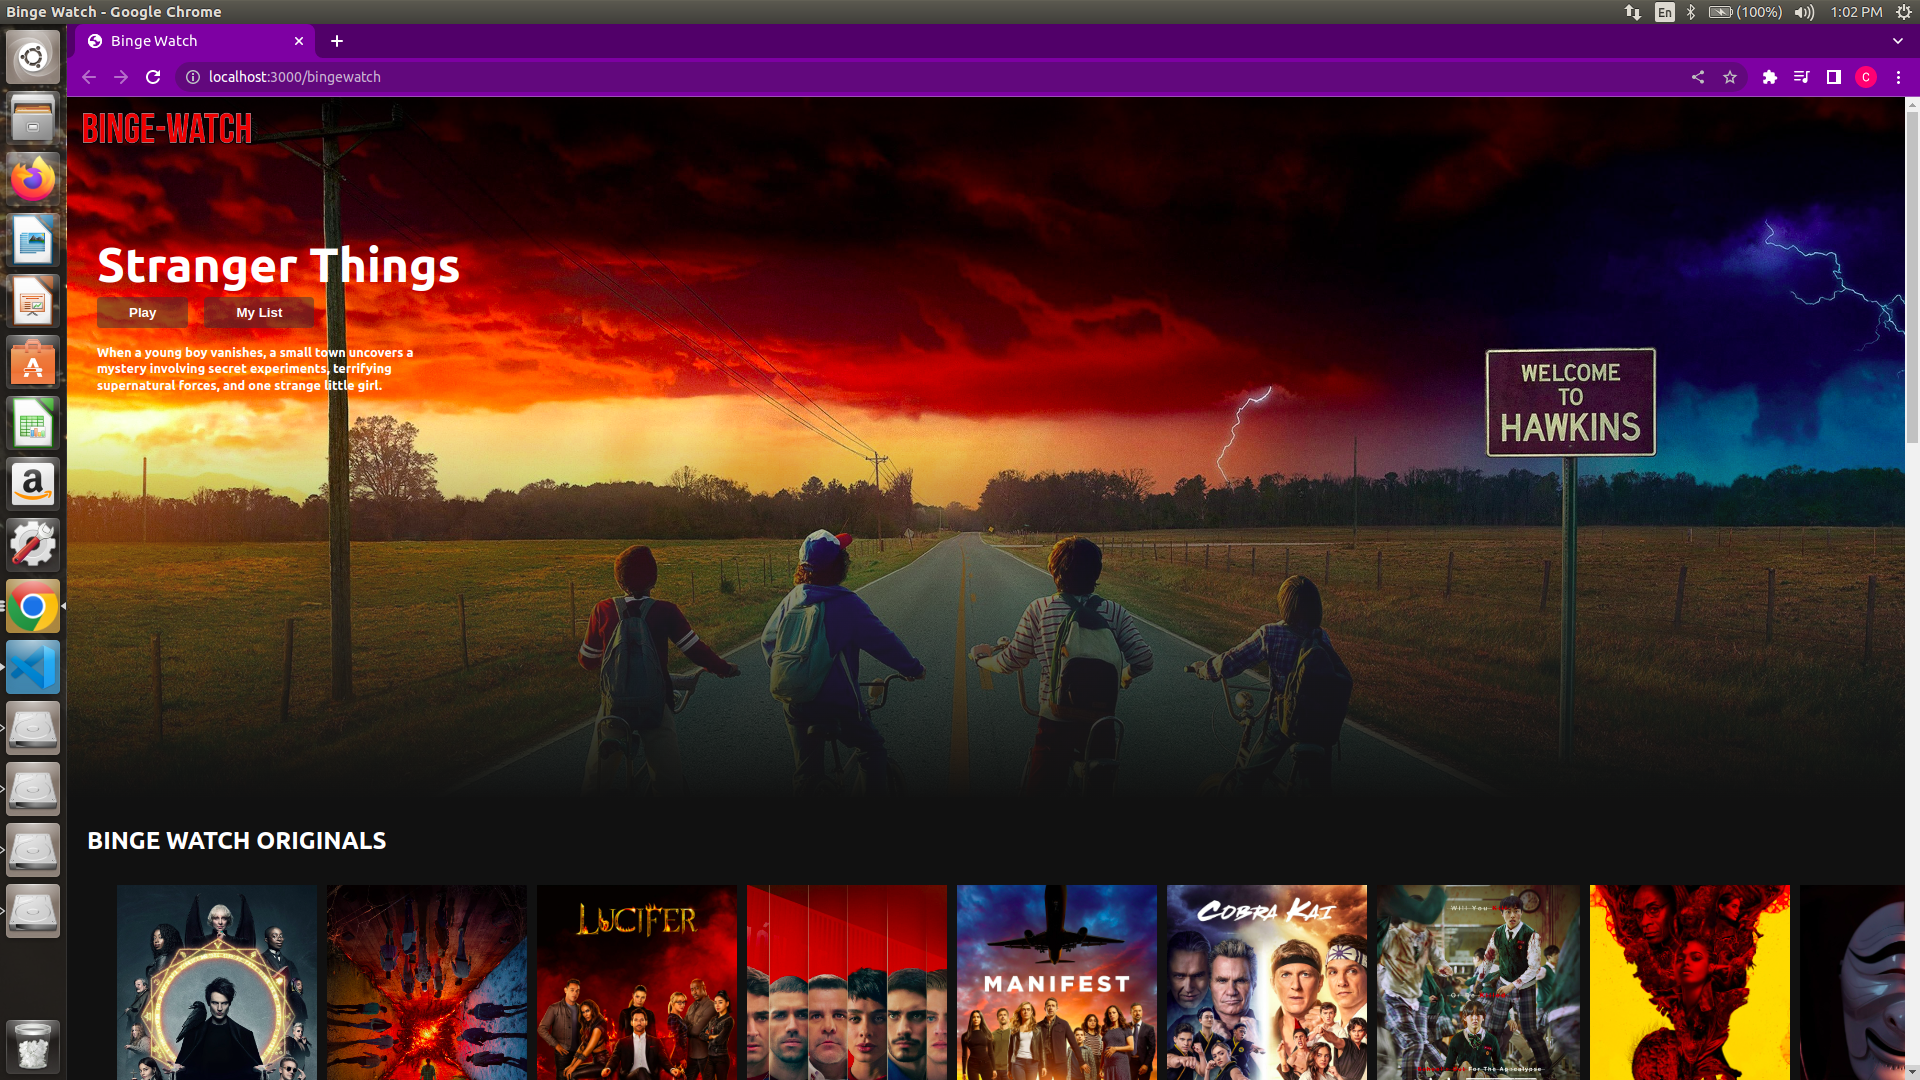 Binge Watch - Google Chrome
En
(100%)
1:02 PM
Binge Watch
localhost:3000/bingewatch
C
BINGE-WATCH
Stranger Things
Play
My List
When a young boy vanishes, a small town uncovers a
mystery involving secret experiments, terrifying
supernatural forces, and one strange little girl.
WELCOME
TO
HAWKINS
BINGE WATCH ORIGINALS
LUCIFER
MANIFEST
COBRA KAI
Will You
For The Apocalypse
A
a